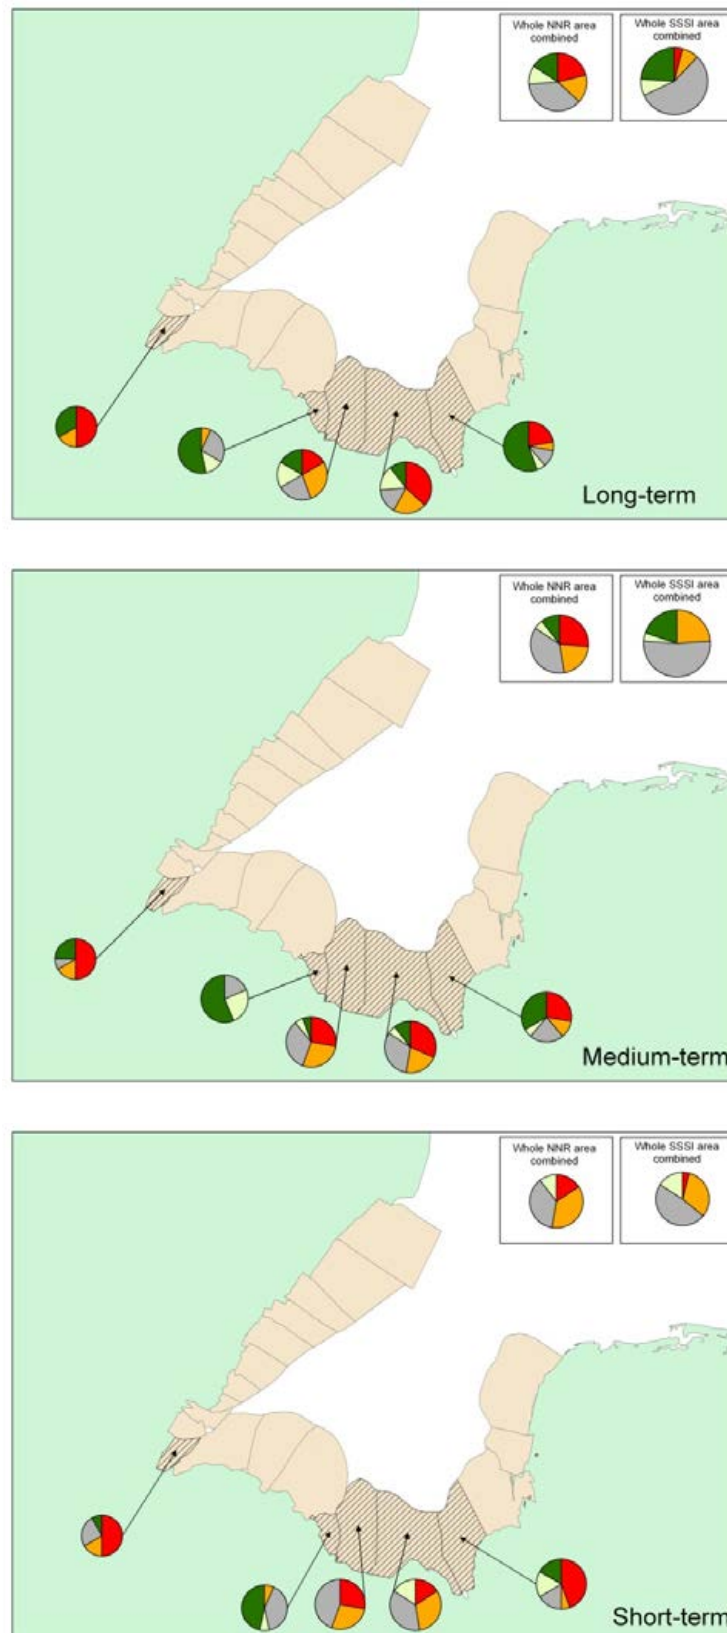 Whole NNR area
combined
Whole SSSI area
combined
Long-term
Whole NNR area
combined
Whole SSSI area
combined
Medium-term
Whole NNR area
combined
Whole SSSI area
combined
Short-term